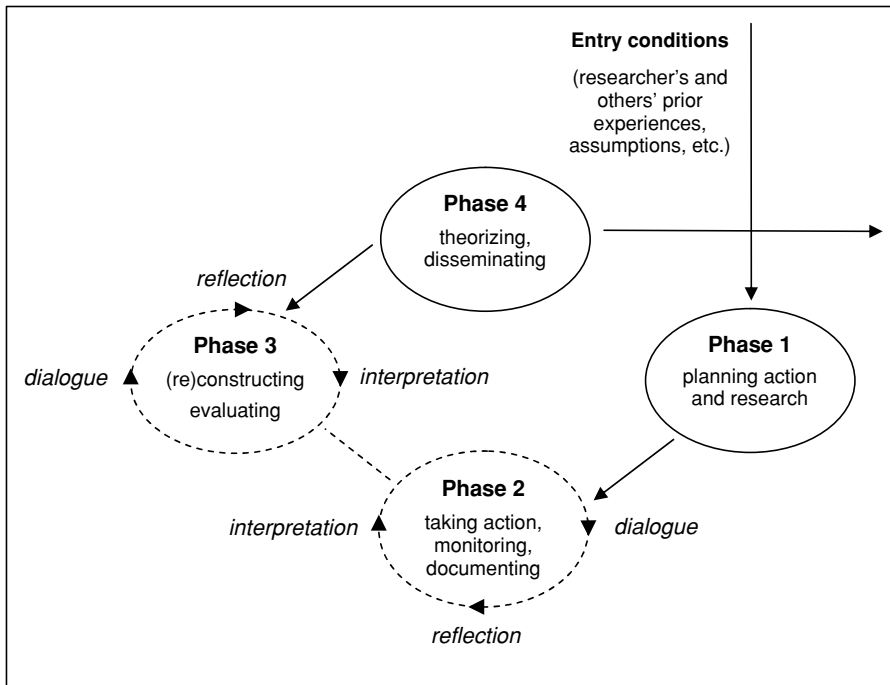 Entry conditions
(researcher's and
others' prior
experiences,
assumptions, etc.)
Phase 4
theorizing,
disseminating
reflection
Phase 3
(re)constructing
evaluating
dialogue
interpretation
Phase 1
planning action
and research
Phase 2
taking action,
monitoring,
documenting
interpretation
dialogue
reflection